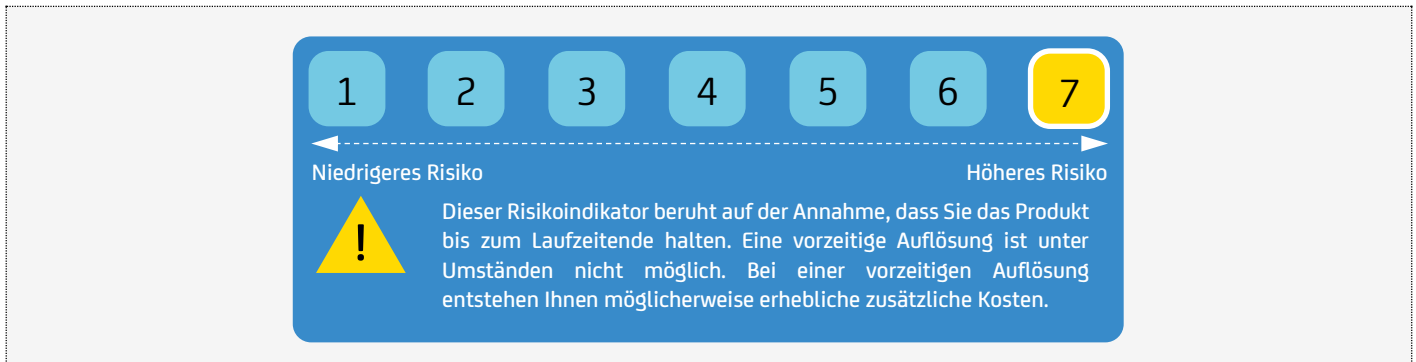 1 2 3 4 5 6 7
Niedrigeres Risiko Höheres Risiko
!
Dieser Risikoindikator beruht auf der Annahme, dass Sie das Produkt
bis zum Laufzeitende halten. Eine vorzeitige Auflösung ist unter
Umständen nicht möglich. Bei einer vorzeitigen Auflösung
entstehen Ihnen möglicherweise erhebliche zusätzliche Kosten.